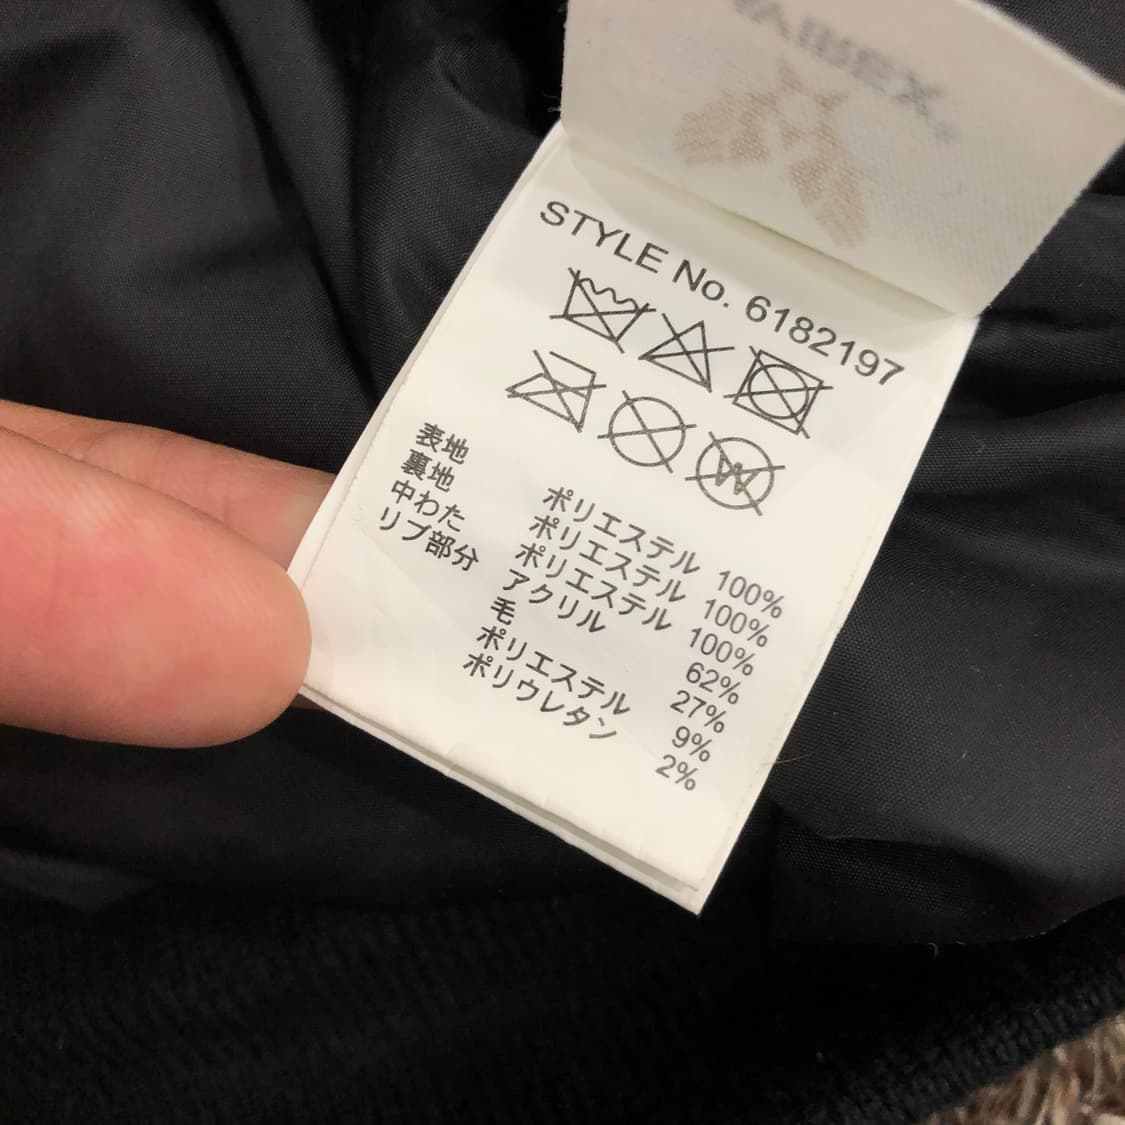 AVIREX
STYLE No. 6182197
表地 ポリエステル 100%
裏地 ポリエステル 100%
中わた ポリエステル 100%
リブ部分 アクリル 62%
毛 27%
ポリエステル 9%
ポリウレタン 2%